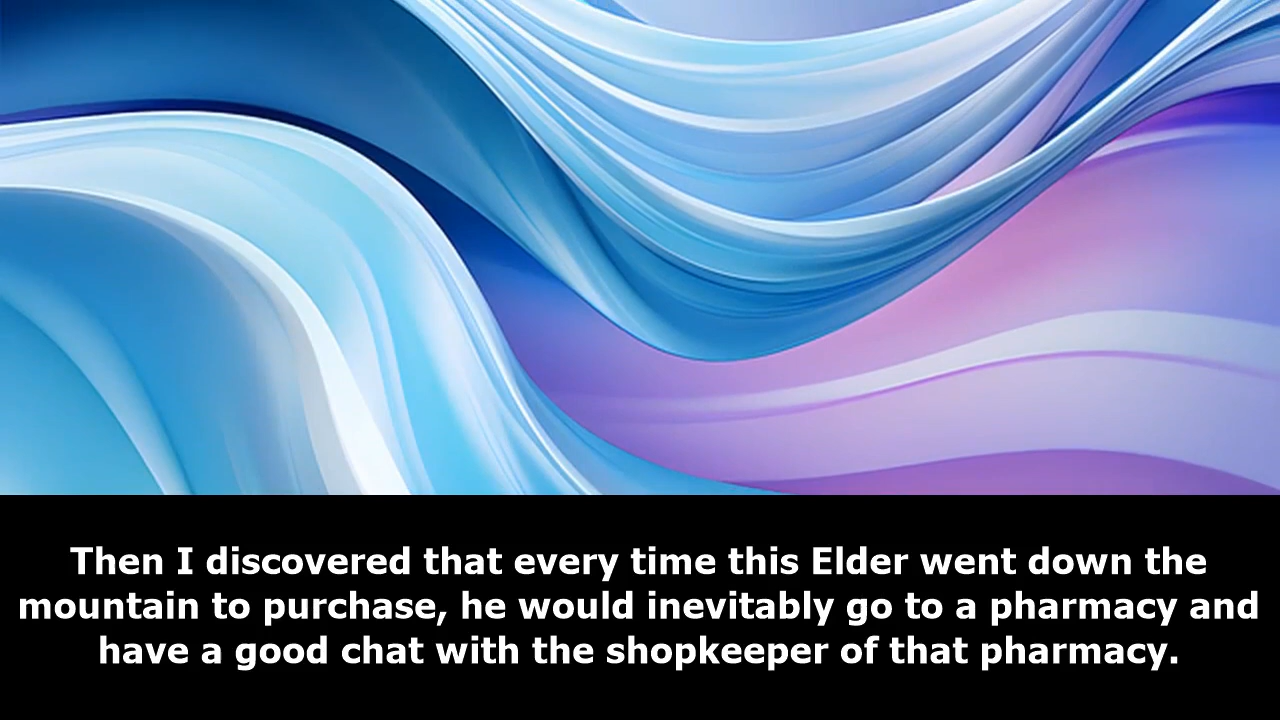 Then I discovered that every time this Elder went down the
mountain to purchase, he would inevitably go to a pharmacy and
have a good chat with the shopkeeper of that pharmacy.